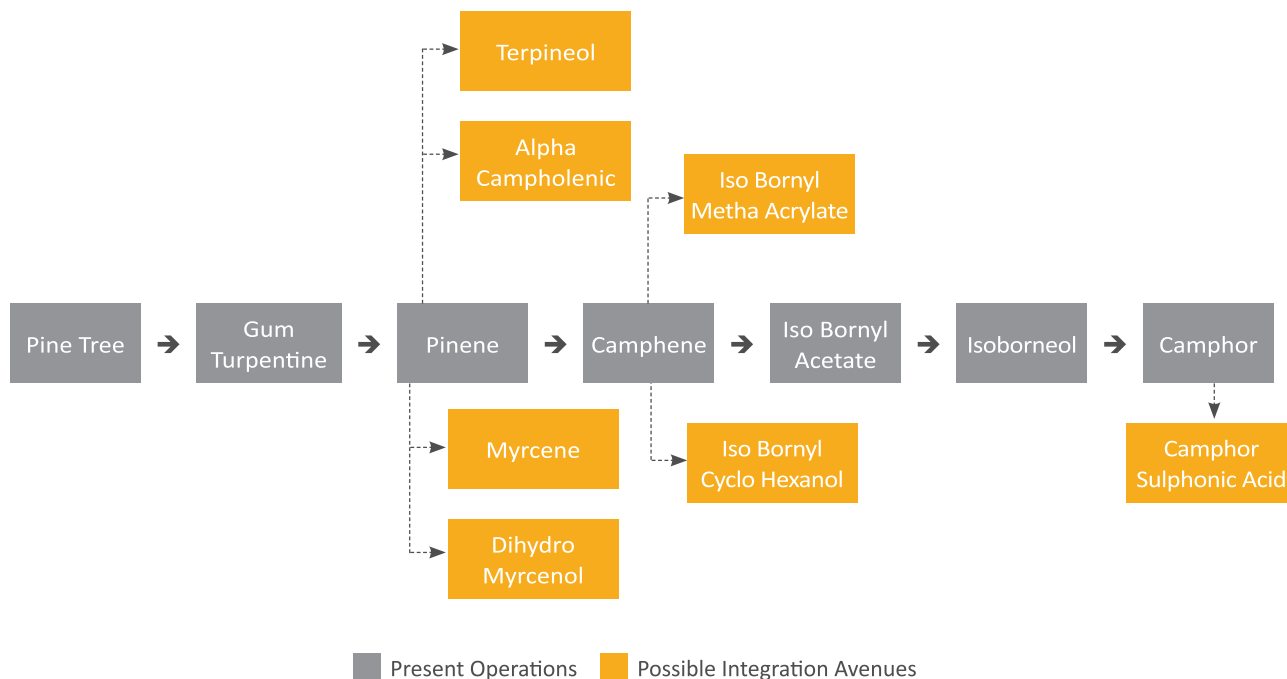 Terpineol
Alpha
Campholenic
Iso Bornyl
Metha Acrylate
Pine Tree
Gum
Turpentine
Pinene
Camphene
Iso Bornyl
Acetate
Isoborneol
Camphor
Myrcene
Iso Bornyl
Cyclo Hexanol
Camphor
Sulphonic Acid
Dihydro
Myrcenol
Present Operations
Possible Integration Avenues